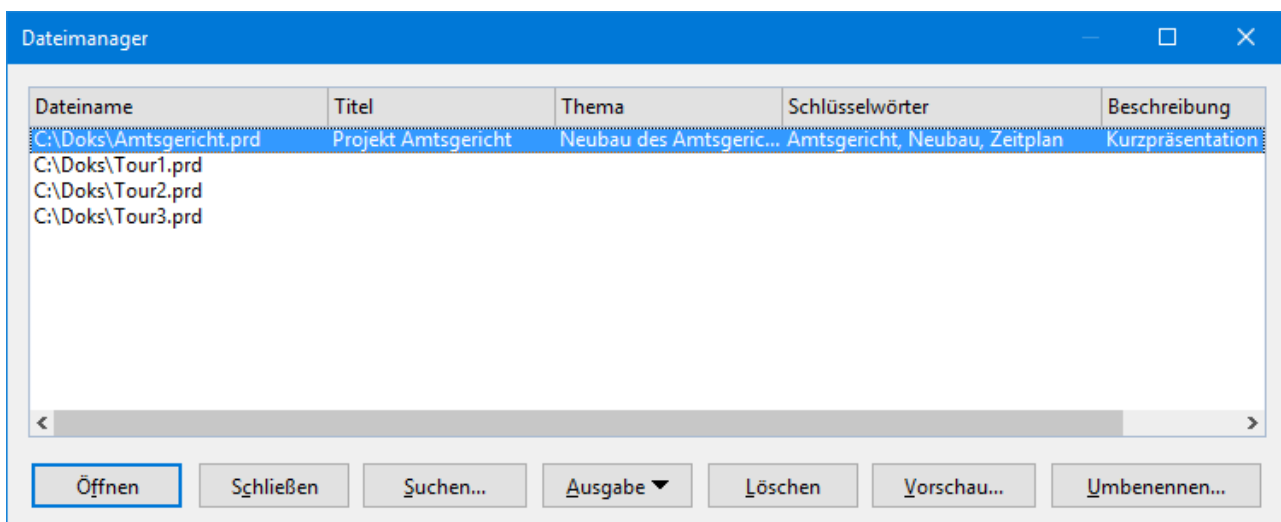 Dateimanager
Dateiname Titel Thema Schlüsselwörter Beschreibung
C:\Doks\Amtsgericht.prd Projekt Amtsgericht Neubau des Amtsgeric... Amtsgericht, Neubau, Zeitplan Kurzpräsentation
C:\Doks\Tour1.prd
C:\Doks\Tour2.prd
C:\Doks\Tour3.prd
Öffnen Schließen Suchen... Ausgabe Löschen Vorschau... Umbenennen...